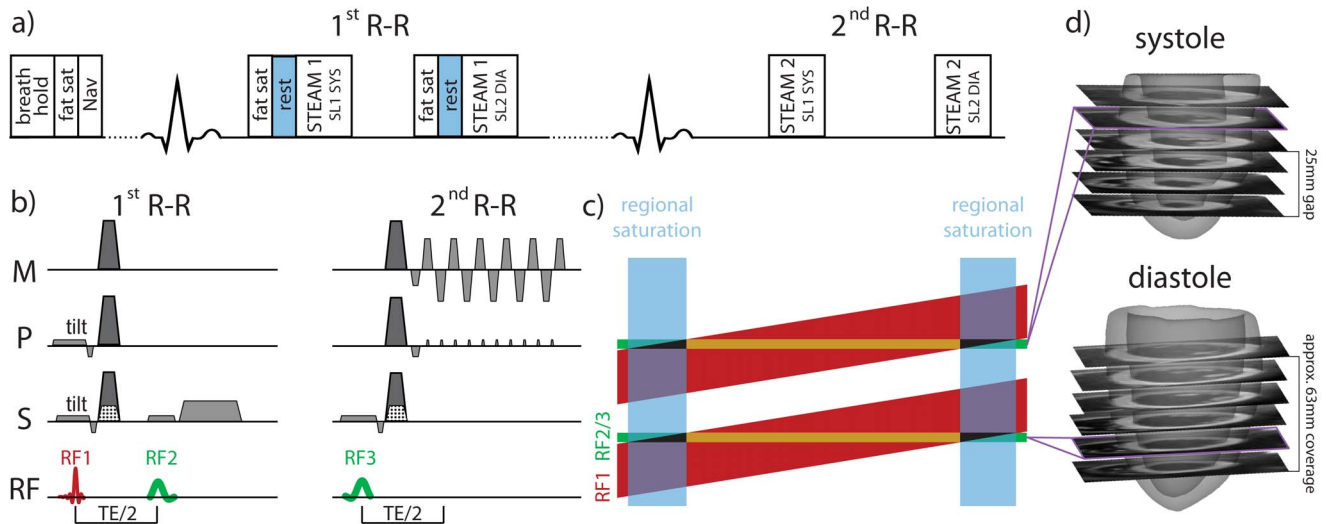 a)
1st R-R
2nd R-R
breath
hold
fat sat
Nav
fat sat
rest
STEAM 1
SL1 SYS
fat sat
rest
STEAM 1
SL2 DIA
STEAM 2
SL1 SYS
STEAM 2
SL2 DIA
b)
1st R-R
2nd R-R
M
P
tilt
S
tilt
RF
RF1
RF2
RF3
TE/2
TE/2
c)
regional
saturation
regional
saturation
RF1
RF2/3
d)
systole
25mm gap
diastole
approx. 63mm coverage